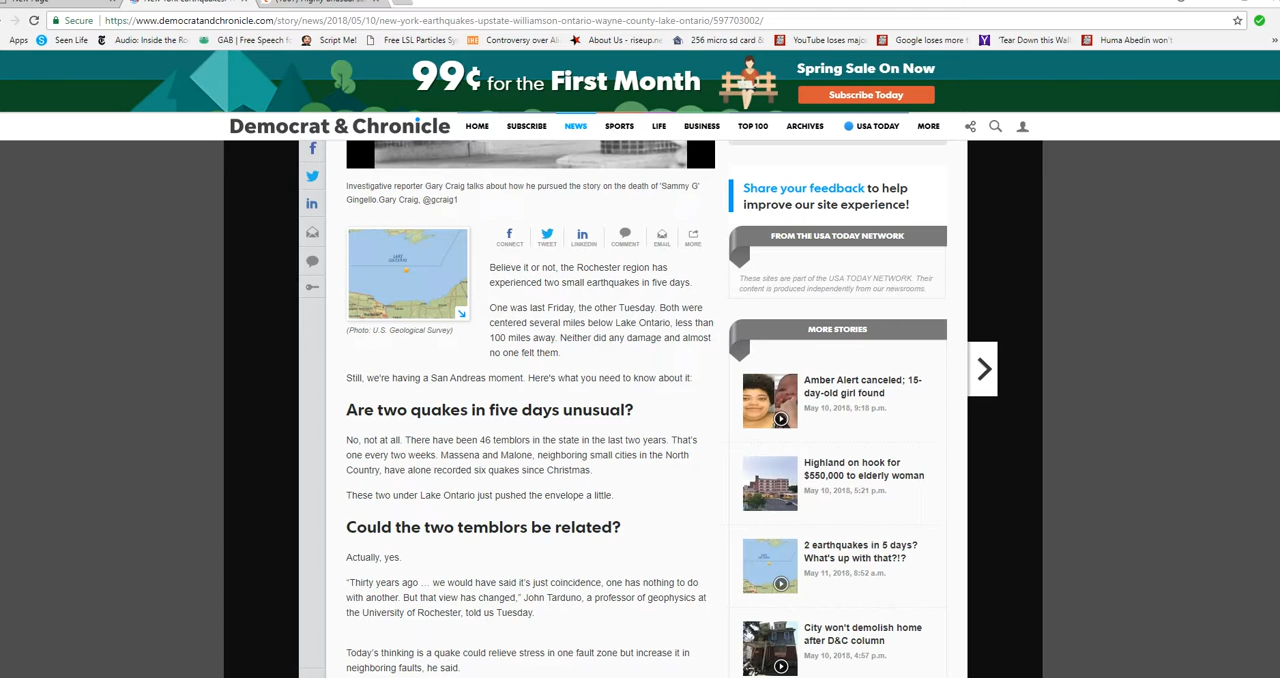 New Page
Secure
https://www.democratandchronicle.com/story/news/2018/05/10/new-york-earthquakes-upstate-williamson-ontario-wayne-county-lake-ontario/597703002/
Apps Seen Life Audio: Inside the Ro GAB | Free Speech f Script Me! Free LSL Particles Sy Controversy over Ali About Us - riseup.ne 256 micro sd card & YouTube loses major Google loses more t 'Tear Down this Wall Huma Abedin won't »
99¢ for the First Month
Spring Sale On Now
Subscribe Today
Democrat & Chronicle HOME SUBSCRIBE NEWS SPORTS LIFE BUSINESS TOP 100 ARCHIVES USA TODAY MORE
Investigative reporter Gary Craig talks about how he pursued the story on the death of 'Sammy G'
Gingello.Gary Craig, @gcraig1
CONNECT TWEET LINKEDIN COMMENT EMAIL MORE
LAKE
ONTARIO
(Photo: U.S. Geological Survey)
Believe it or not, the Rochester region has
experienced two small earthquakes in five days.
One was last Friday, the other Tuesday. Both were
centered several miles below Lake Ontario, less than
100 miles away. Neither did any damage and almost
no one felt them.
Still, we're having a San Andreas moment. Here's what you need to know about it:
Are two quakes in five days unusual?
No, not at all. There have been 46 temblors in the state in the last two years. That's
one every two weeks. Massena and Malone, neighboring small cities in the North
Country, have alone recorded six quakes since Christmas.
These two under Lake Ontario just pushed the envelope a little.
Could the two temblors be related?
Actually, yes.
“Thirty years ago … we would have said it's just coincidence, one has nothing to do
with another. But that view has changed,” John Tarduno, a professor of geophysics at
the University of Rochester, told us Tuesday.
Today's thinking is a quake could relieve stress in one fault zone but increase it in
neighboring faults, he said.
Share your feedback to help
improve our site experience!
FROM THE USA TODAY NETWORK
These sites are part of the USA TODAY NETWORK. Their
content is produced independently from our newsrooms.
MORE STORIES
Amber Alert canceled; 15-
day-old girl found
May 10, 2018, 9:18 p.m.
Highland on hook for
$550,000 to elderly woman
May 10, 2018, 5:21 p.m.
2 earthquakes in 5 days?
What's up with that?!?
May 11, 2018, 8:52 a.m.
City won't demolish home
after D&C column
May 10, 2018, 4:57 p.m.